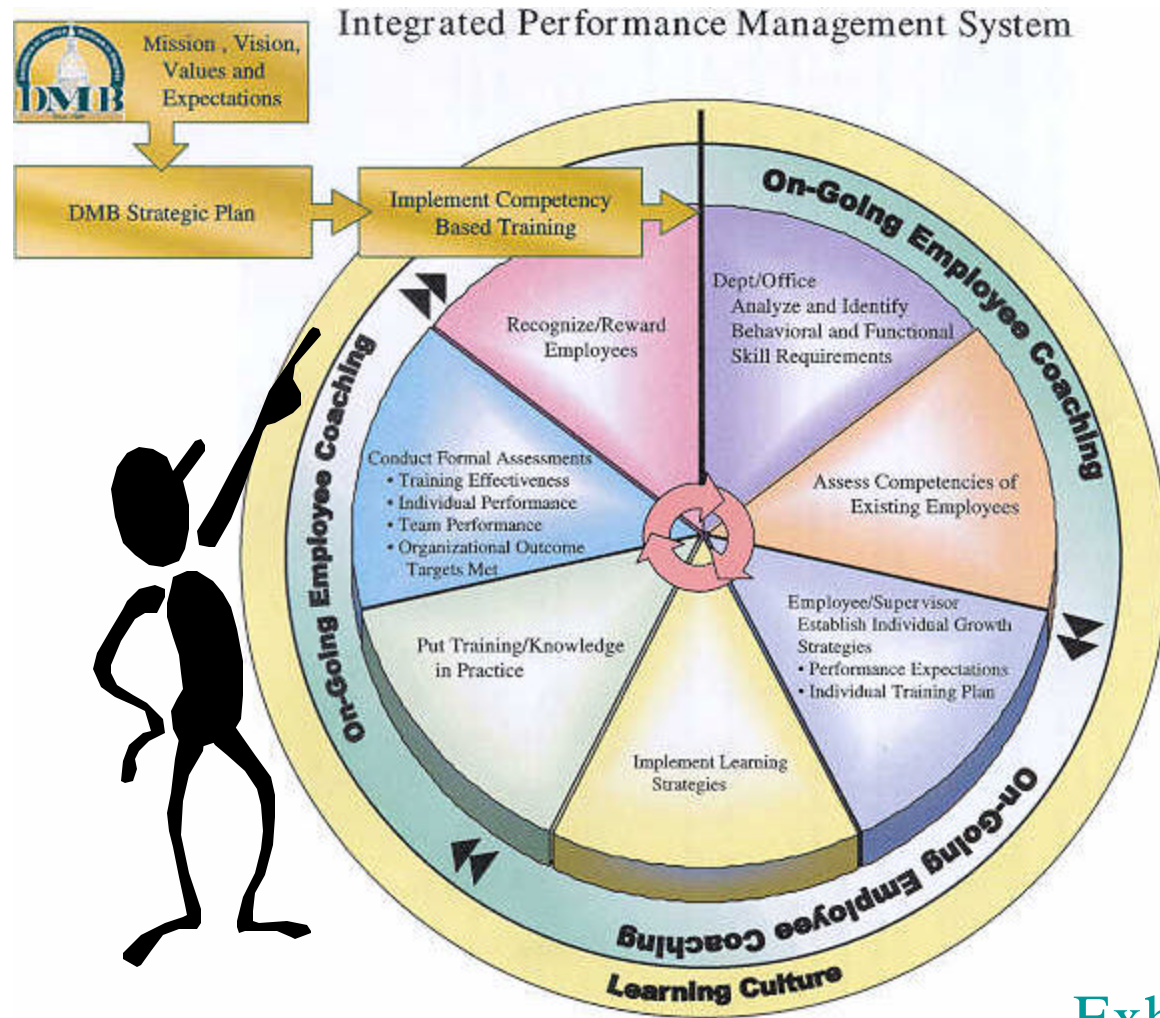 Integrated Performance Management System
DMB
Mission , Vision,
Values and
Expectations
DMB Strategic Plan
Implement Competency
Based Training
On-Going Employee Coaching
Dept/Office
Analyze and Identify
Behavioral and Functional
Skill Requirements
Assess Competencies of
Existing Employees
Employee/Supervisor
Establish Individual Growth
Strategies
• Performance Expectations
• Individual Training Plan
On-Going Employee Coaching
Implement Learning
Strategies
Put Training/Knowledge
in Practice
Conduct Formal Assessments
• Training Effectiveness
• Individual Performance
• Team Performance
• Organizational Outcome
Targets Met
On-Going Employee Coaching
Recognize/Reward
Employees
Learning Culture